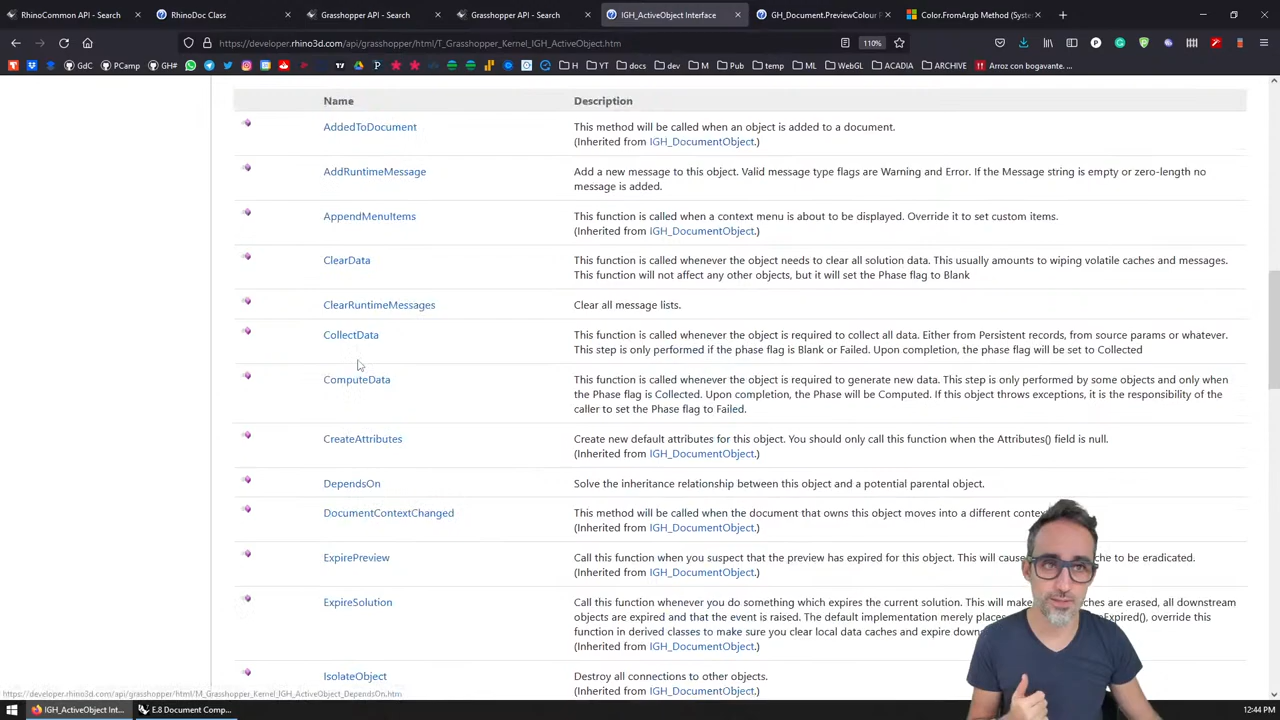 RhinoCommon API - Search
RhinoDoc Class
Grasshopper API - Search
Grasshopper API - Search
IGH_ActiveObject Interface
GH_Document.PreviewColour
Color.FromArgb Method (Syste
https://developer.rhino3d.com/api/grasshopper/html/T_Grasshopper_Kernel_IGH_ActiveObject.htm
110%
GdC
PCamp
GH#
H
YT
docs
dev
M
Pub
temp
ML
WebGL
ACADIA
ARCHIVE
Arroz con bogavante. ...
Name
Description
AddedToDocument
This method will be called when an object is added to a document.
(Inherited from IGH_DocumentObject.)
AddRuntimeMessage
Add a new message to this object. Valid message type flags are Warning and Error. If the Message string is empty or zero-length no
message is added.
AppendMenuItems
This function is called when a context menu is about to be displayed. Override it to set custom items.
(Inherited from IGH_DocumentObject.)
ClearData
This function is called whenever the object needs to clear all solution data. This usually amounts to wiping volatile caches and messages.
This function will not affect any other objects, but it will set the Phase flag to Blank
ClearRuntimeMessages
Clear all message lists.
CollectData
This function is called whenever the object is required to collect all data. Either from Persistent records, from source params or whatever.
This step is only performed if the phase flag is Blank or Failed. Upon completion, the phase flag will be set to Collected
ComputeData
This function is called whenever the object is required to generate new data. This step is only performed by some objects and only when
the Phase flag is Collected. Upon completion, the Phase will be Computed. If this object throws exceptions, it is the responsibility of the
caller to set the Phase flag to Failed.
CreateAttributes
Create new default attributes for this object. You should only call this function when the Attributes() field is null.
(Inherited from IGH_DocumentObject.)
DependsOn
Solve the inheritance relationship between this object and a potential parental object.
DocumentContextChanged
This method will be called when the document that owns this object moves into a different
(Inherited from IGH_DocumentObject.)
ExpirePreview
Call this function when you suspect that the preview has expired for this object. This will to be eradicated.
(Inherited from IGH_DocumentObject.)
ExpireSolution
Call this function whenever you do something which expires the current solution. This will are erased, all downstream
objects are expired and that the event is raised. The default implementation merely places override this
function in derived classes to make sure you clear local data caches and expire
(Inherited from IGH_DocumentObject.)
IsolateObject
Destroy all connections to other objects.
(Inherited from IGH_DocumentObject.)
https://developer.rhino3d.com/api/grasshopper/html/M_Grasshopper_Kernel_IGH_ActiveObject_DependsOn.htm
IGH_ActiveObject Int...
E.8 Document Comp...
12:44 PM